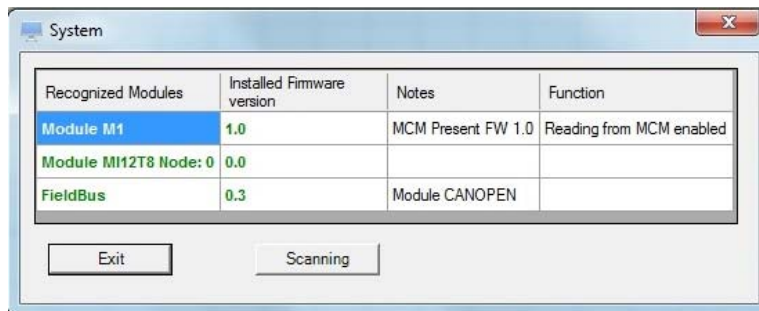 System
Recognized Modules Installed Firmware version Notes Function
Module M1 1.0 MCM Present FW 1.0 Reading from MCM enabled
Module MI12T8 Node: 0 0.0
FieldBus 0.3 Module CANOPEN
Exit Scanning